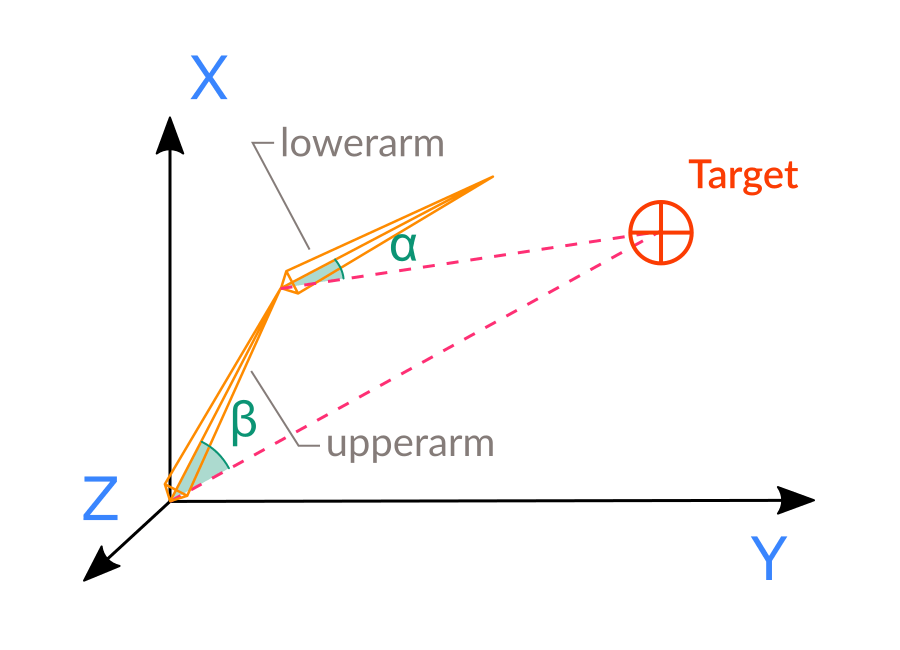 X
lowerarm
Target
α
β
upperarm
Z
Y